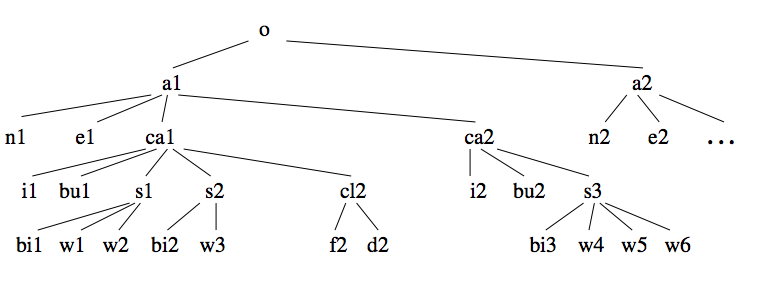 o
a1 a2
n1 e1 ca1 ca2 n2 e2 ...
i1 bu1 s1 s2 cl2 i2 bu2 s3
bi1 w1 w2 bi2 w3 f2 d2 bi3 w4 w5 w6